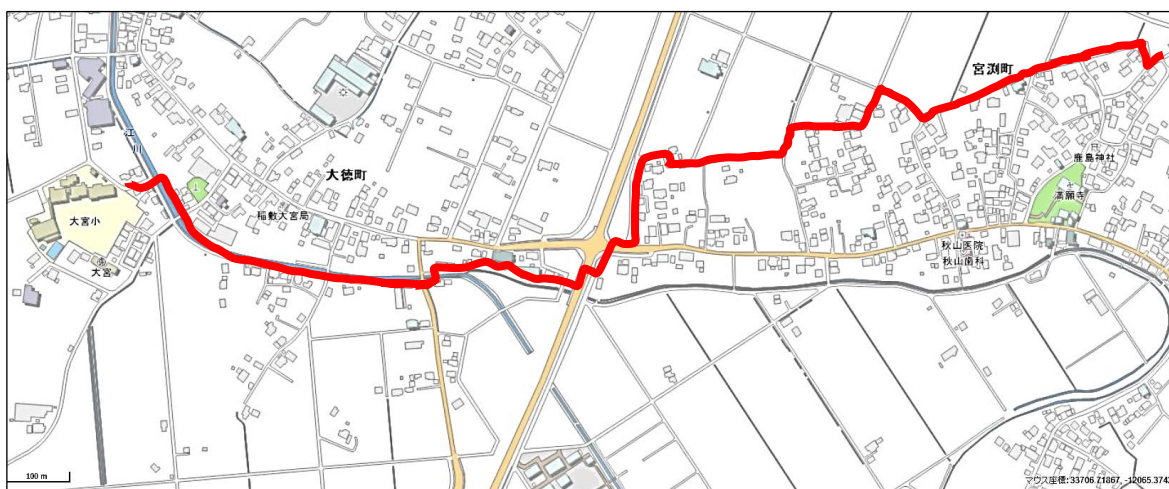 宮渕町
江川
鹿島神社
大徳町
満願寺
稲敷大宮局
大宮小
秋山医院
秋山歯科
大宮
100 m
マウス座標: 33706.71867, -12065.374